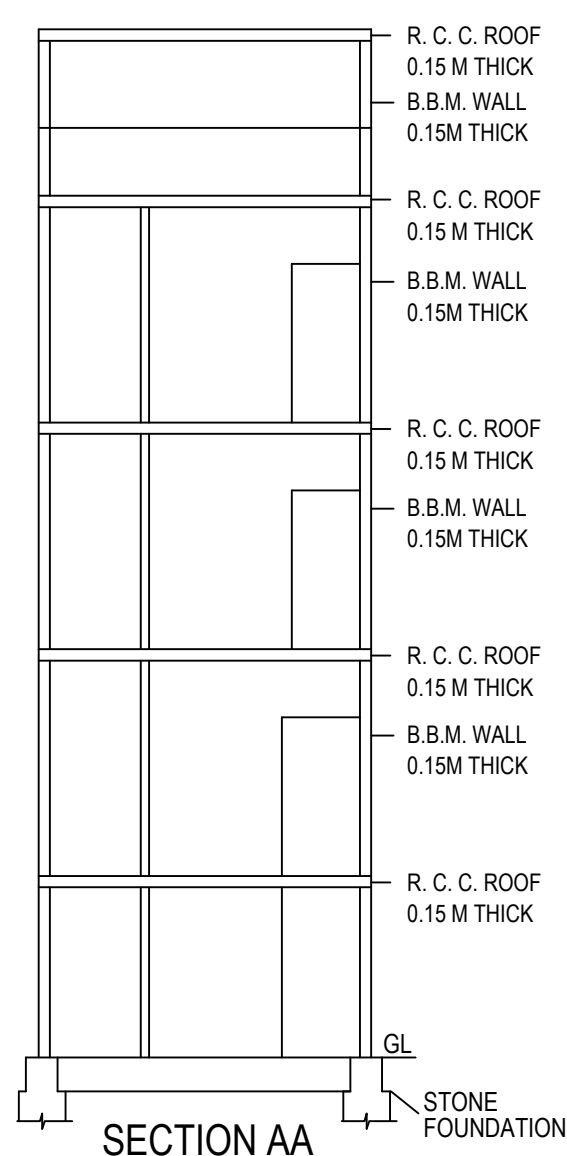 R. C. C. ROOF
0.15 M THICK
B.B.M. WALL
0.15M THICK
R. C. C. ROOF
0.15 M THICK
B.B.M. WALL
0.15M THICK
R. C. C. ROOF
0.15 M THICK
B.B.M. WALL
0.15M THICK
R. C. C. ROOF
0.15 M THICK
B.B.M. WALL
0.15M THICK
R. C. C. ROOF
0.15 M THICK
GL
STONE
FOUNDATION
SECTION AA